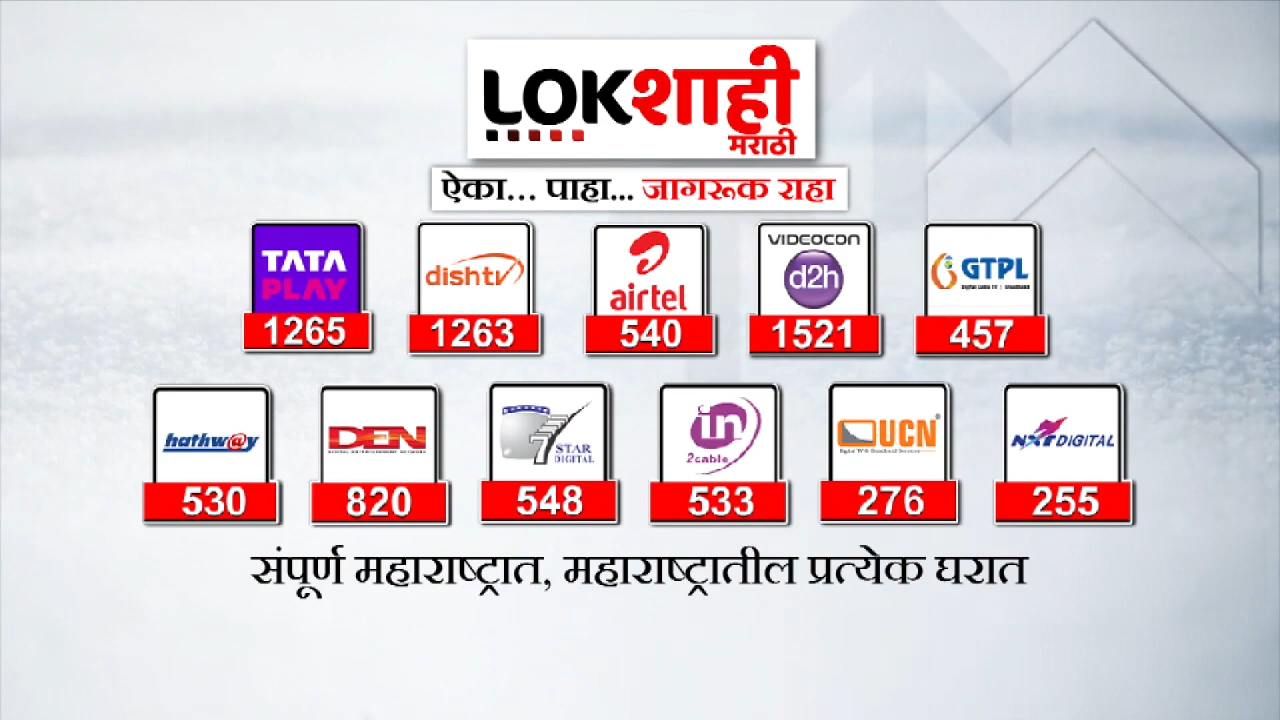 LOKशाही
मराठी
ऐका... पाहा... जागरूक राहा
TATA
PLAY
1265
dishtv
1263
airtel
540
VIDEOCON
d2h
1521
GTPL
457
hathw@y
530
DEN
820
7 STAR
DIGITAL
548
in
2cable
533
UCN
276
NXT DIGITAL
255
संपूर्ण महाराष्ट्रात, महाराष्ट्रातील प्रत्येक घरात